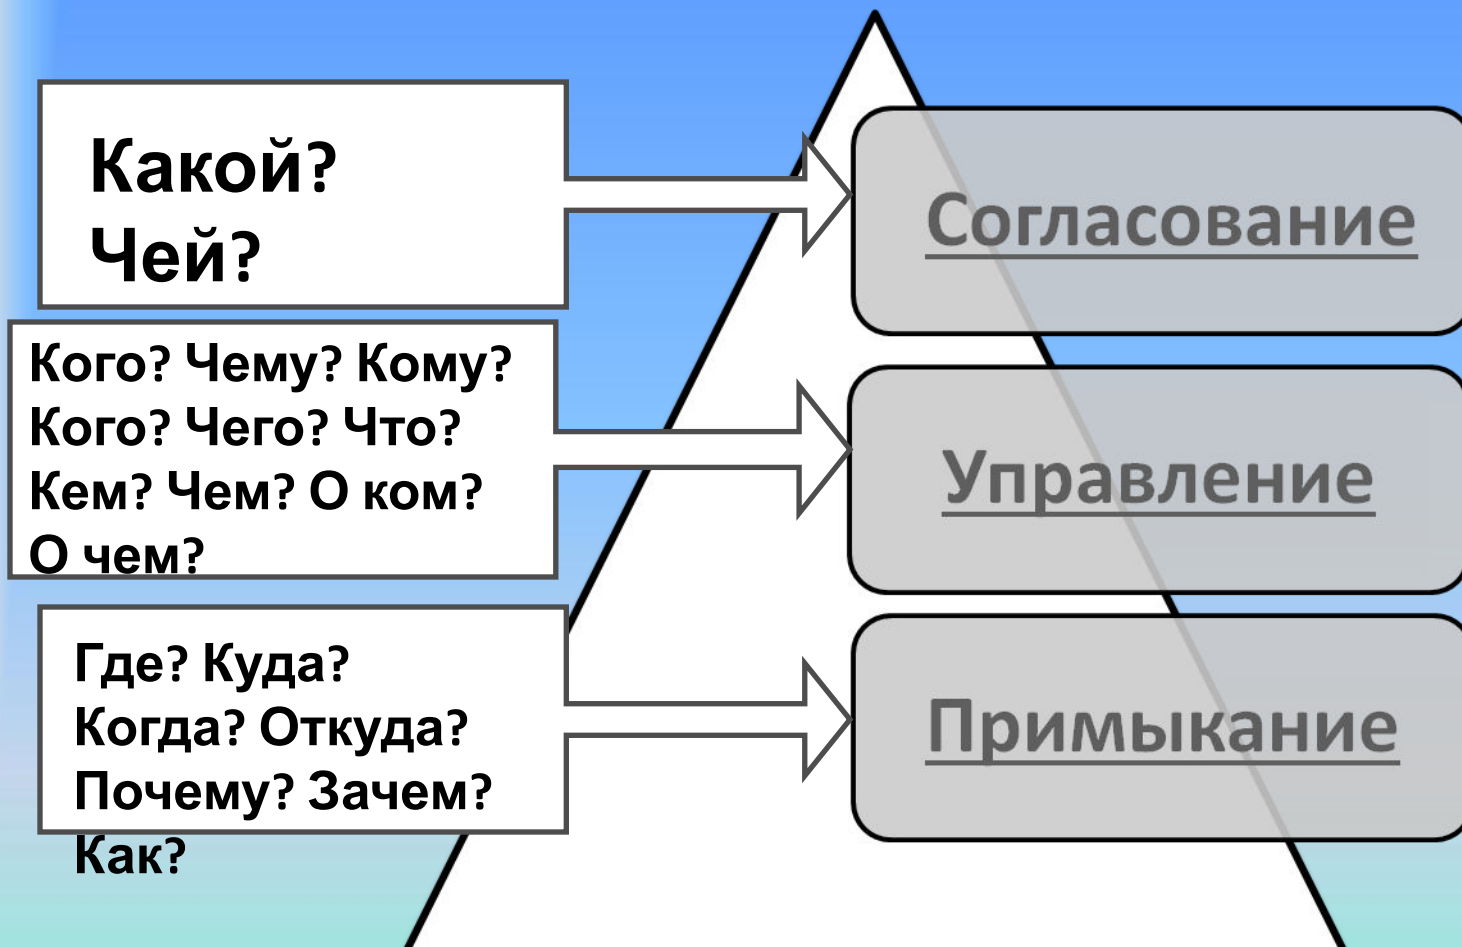 Какой?
Чей?
Согласование
Кого? Чему? Кому?
Кого? Чего? Что?
Кем? Чем? О ком?
О чем?
Управление
Где? Куда?
Когда? Откуда?
Почему? Зачем?
Как?
Примыкание